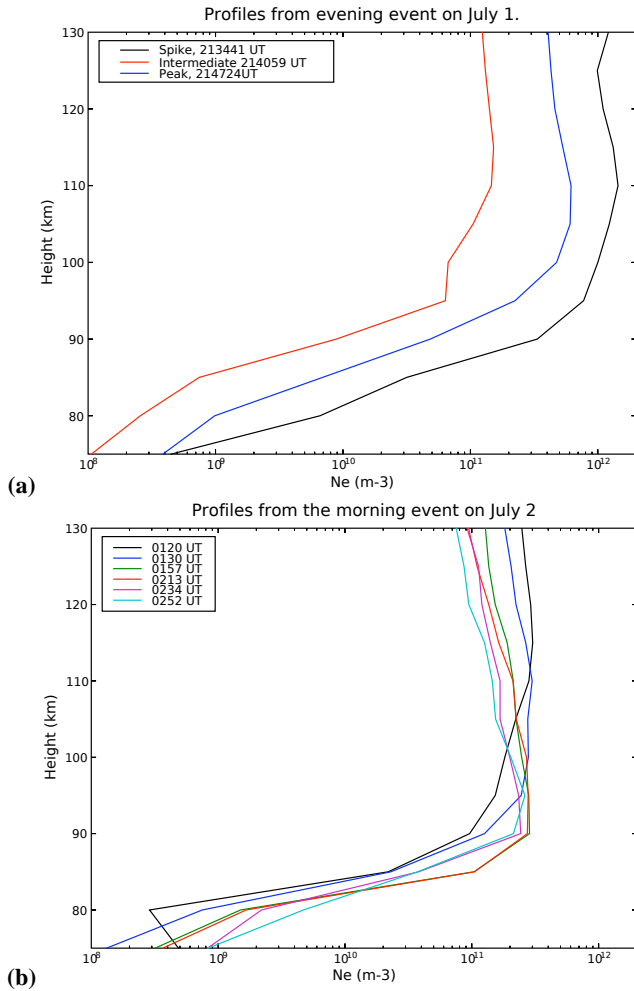 Profiles from evening event on July 1.
130
Spike, 213441 UT
Intermediate 214059 UT
Peak, 214724UT
120
110
Height (km)
100
90
80
10^8
10^9
10^10
10^11
10^12
Ne (m-3)
(a)
Profiles from the morning event on July 2
130
0120 UT
0130 UT
0157 UT
0213 UT
0234 UT
0252 UT
120
110
Height (km)
100
90
80
10^8
10^9
10^10
10^11
10^12
Ne (m-3)
(b)